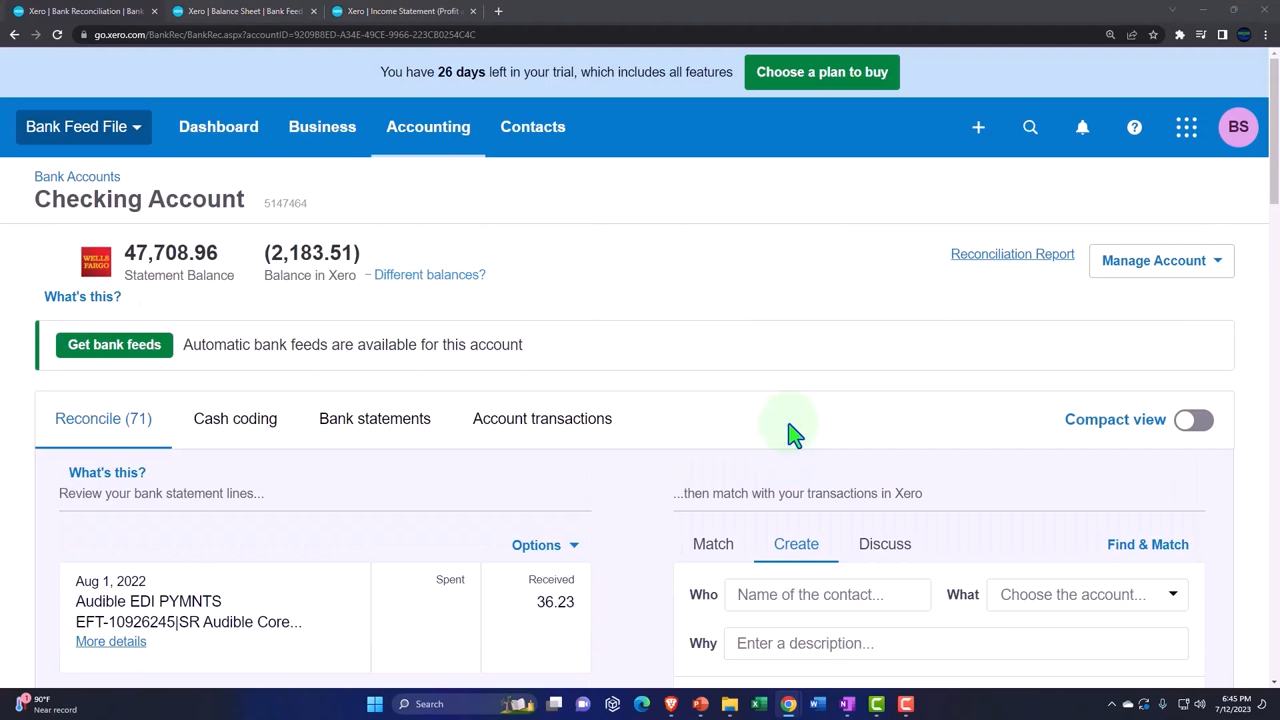 Xero | Reconciliation | Bank
Xero | Balance Sheet | Bank Feed
Xero | Income Statement (Profit
go.xero.com/BankRec/BankRec.aspx?accountID=9209B8ED-A34E-49CE-9966-223CB0254C4C
You have 26 days left in your trial, which includes all features
Choose a plan to buy
Bank Feed File
Dashboard
Business
Accounting
Contacts
BS
Bank Accounts
Checking Account 5147464
WELLS FARGO
47,708.96
Statement Balance
(2,183.51)
Balance in Xero - Different balances?
What's this?
Reconciliation Report
Manage Account
Get bank feeds
Automatic bank feeds are available for this account
Reconcile (71)
Cash coding
Bank statements
Account transactions
Compact view
What's this?
Review your bank statement lines...
...then match with your transactions in Xero
Options
Match
Create
Discuss
Find & Match
Aug 1, 2022
Audible EDI PYMNTS
EFT-10926245|SR Audible Core...
More details
Spent
Received
36.23
Who
Name of the contact...
What
Choose the account...
Why
Enter a description...
90°F
Near record
Search
6:45 PM
7/12/2023